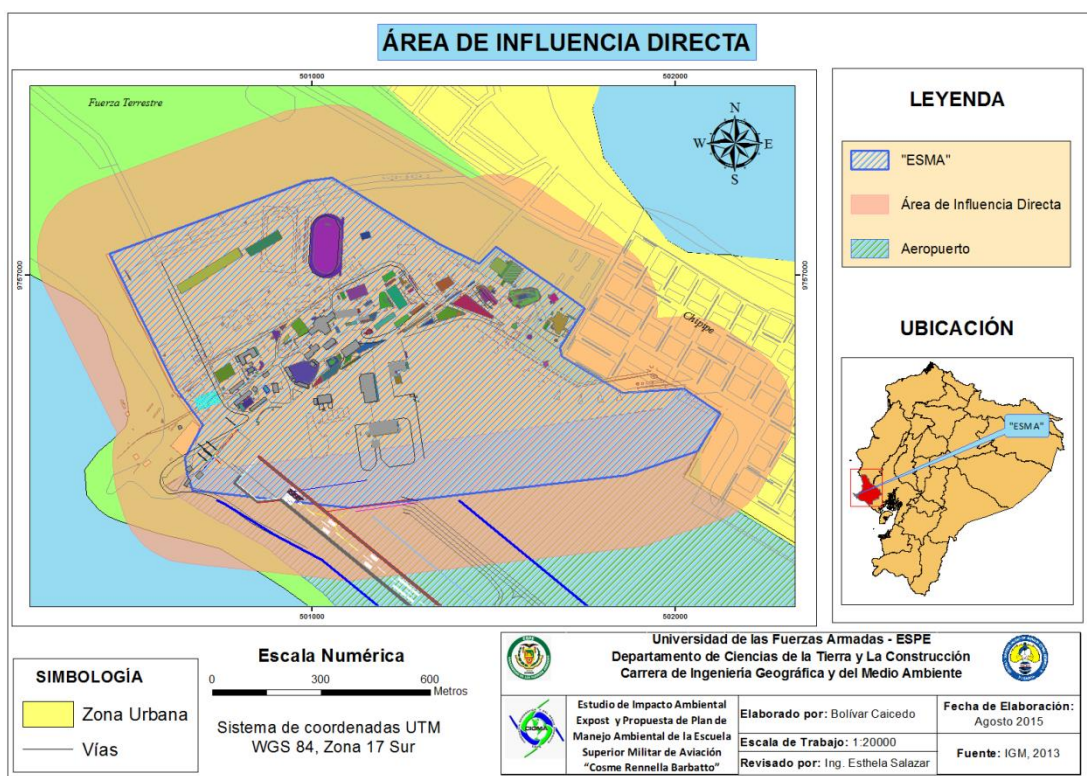 ÁREA DE INFLUENCIA DIRECTA
501000
502000
Fuerza Terrestre
N
W
E
S
9757000
9757000
Chipipe
501000
502000
LEYENDA
"ESMA"
Área de Influencia Directa
Aeropuerto
UBICACIÓN
"ESMA"
SIMBOLOGÍA
Zona Urbana
Vías
Escala Numérica
0
300
600
Metros
Sistema de coordenadas UTM
WGS 84, Zona 17 Sur
Universidad de las Fuerzas Armadas - ESPE
Departamento de Ciencias de la Tierra y La Construcción
Carrera de Ingeniería Geográfica y del Medio Ambiente
Estudio de Impacto Ambiental
Expost y Propuesta de Plan de
Manejo Ambiental de la Escuela
Superior Militar de Aviación
"Cosme Rennella Barbatto"
Elaborado por: Bolívar Caicedo
Escala de Trabajo: 1:20000
Revisado por: Ing. Esthela Salazar
Fecha de Elaboración:
Agosto 2015
Fuente: IGM, 2013